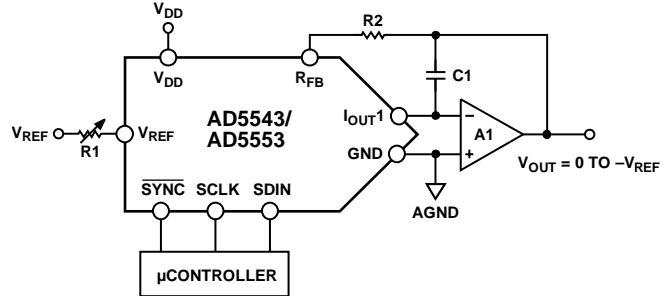 VDD
R2
VDD
RFB
C1
AD5543/
AD5553
IOUT1
–
A1
VREF
R1
VREF
GND
+
VOUT = 0 TO –VREF
SYNC SCLK SDIN
AGND
µCONTROLLER